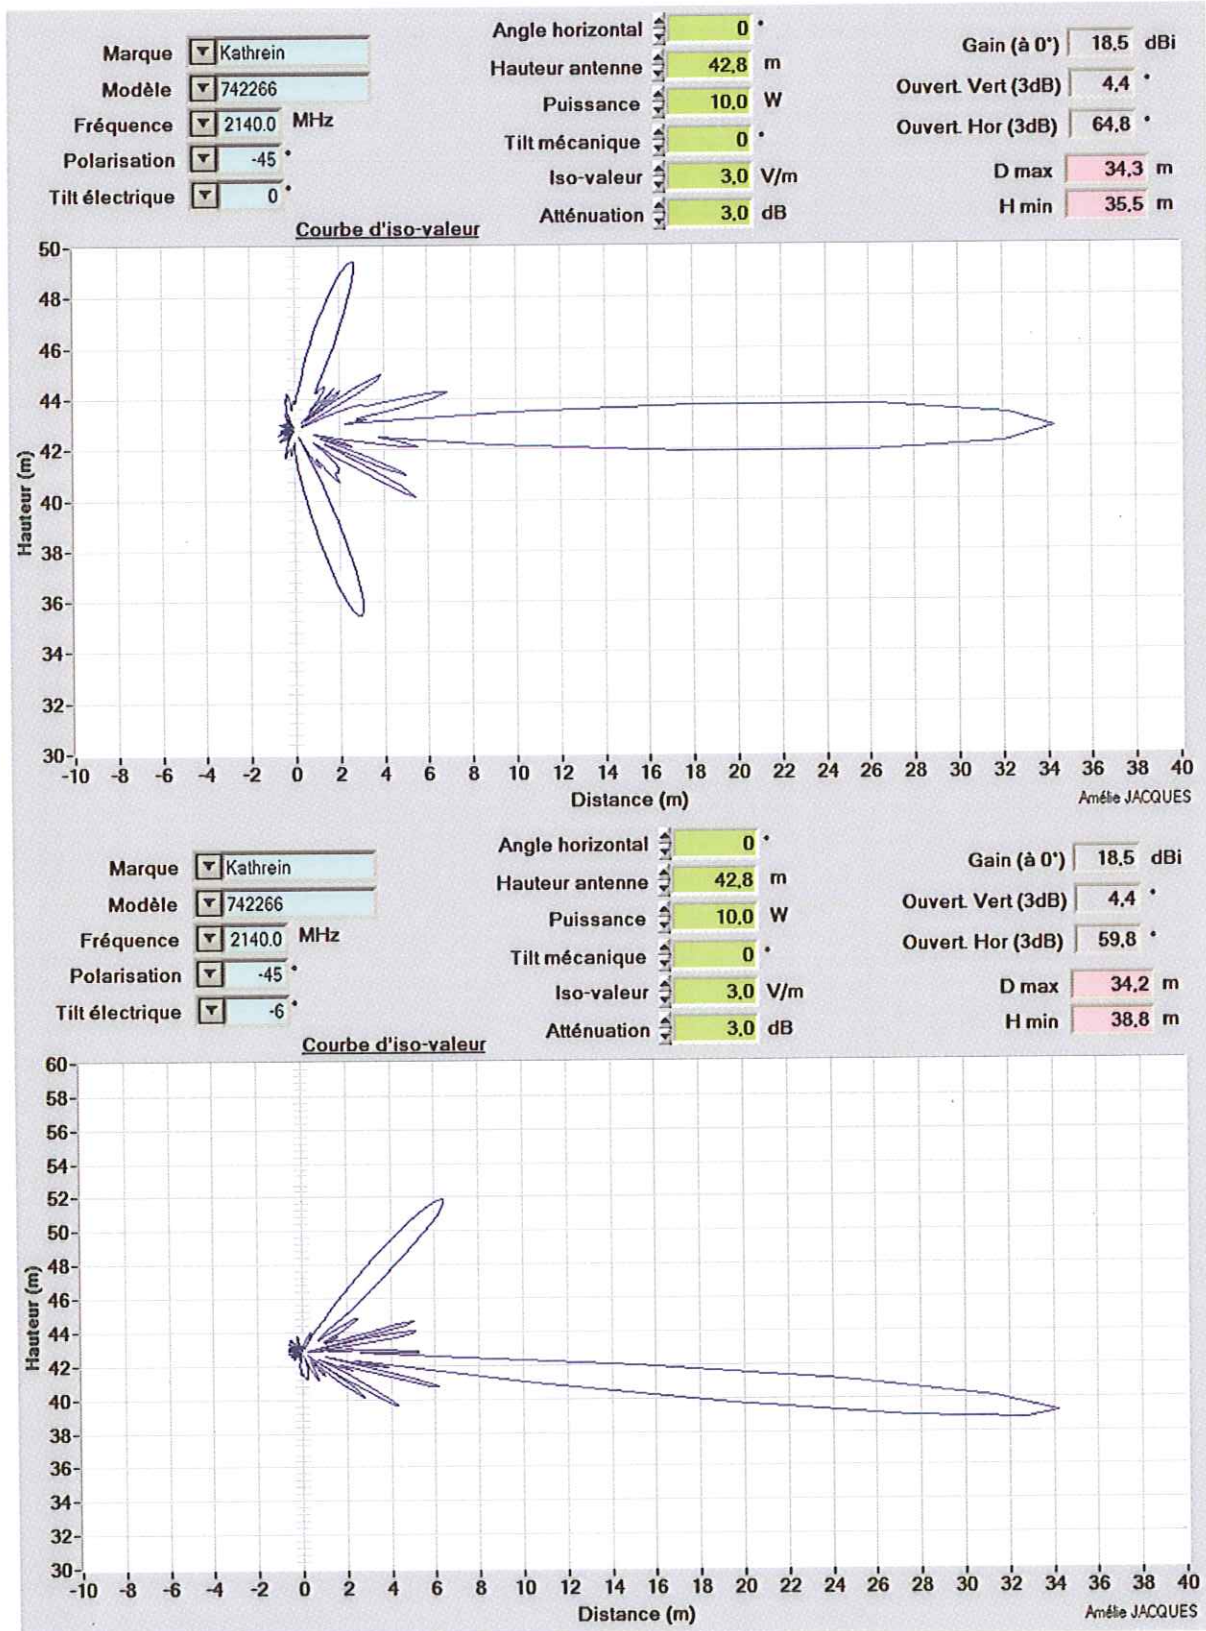 Marque Kathrein
Modèle 742266
Fréquence 2140.0 MHz
Polarisation -45 °
Tilt électrique 0 °
Angle horizontal 0 °
Hauteur antenne 42,8 m
Puissance 10,0 W
Tilt mécanique 0 °
Iso-valeur 3,0 V/m
Atténuation 3,0 dB
Gain (à 0°) 18,5 dBi
Ouvert. Vert (3dB) 4,4 °
Ouvert. Hor (3dB) 64,8 °
D max 34,3 m
H min 35,5 m
Courbe d'iso-valeur
50
48
46
44
42
40
38
36
34
32
30
Hauteur (m)
-10 -8 -6 -4 -2 0 2 4 6 8 10 12 14 16 18 20 22 24 26 28 30 32 34 36 38 40
Distance (m)
Amélie JACQUES
Marque Kathrein
Modèle 742266
Fréquence 2140.0 MHz
Polarisation -45 °
Tilt électrique -6 °
Angle horizontal 0 °
Hauteur antenne 42,8 m
Puissance 10,0 W
Tilt mécanique 0 °
Iso-valeur 3,0 V/m
Atténuation 3,0 dB
Gain (à 0°) 18,5 dBi
Ouvert. Vert (3dB) 4,4 °
Ouvert. Hor (3dB) 59,8 °
D max 34,2 m
H min 38,8 m
Courbe d'iso-valeur
60
58
56
54
52
50
48
46
44
42
40
38
36
34
32
30
Hauteur (m)
-10 -8 -6 -4 -2 0 2 4 6 8 10 12 14 16 18 20 22 24 26 28 30 32 34 36 38 40
Distance (m)
Amélie JACQUES